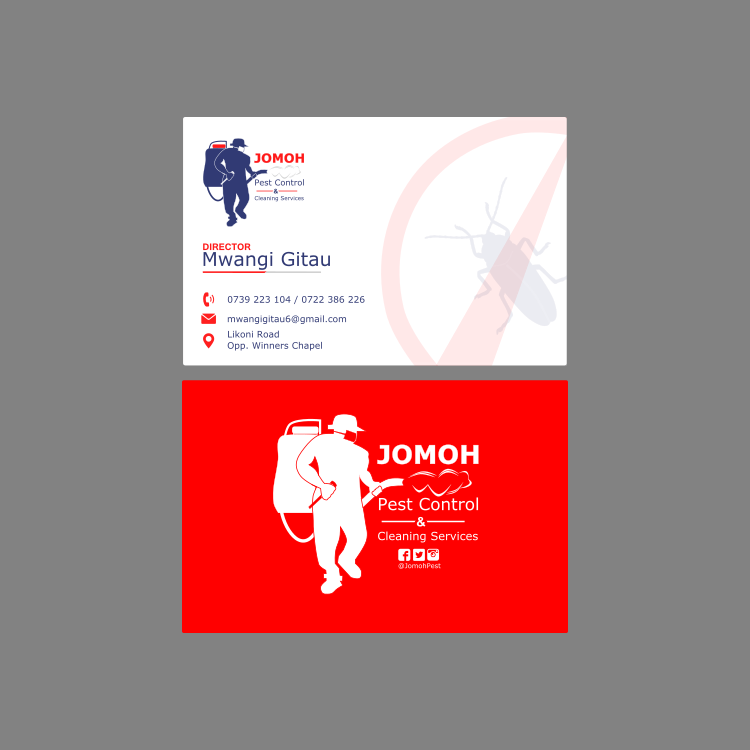 JOMOH
Pest Control
&
Cleaning Services
DIRECTOR
Mwangi Gitau
0739 223 104 / 0722 386 226
mwangigitau6@gmail.com
Likoni Road
Opp. Winners Chapel
JOMOH
Pest Control
&
Cleaning Services
@JomohPest